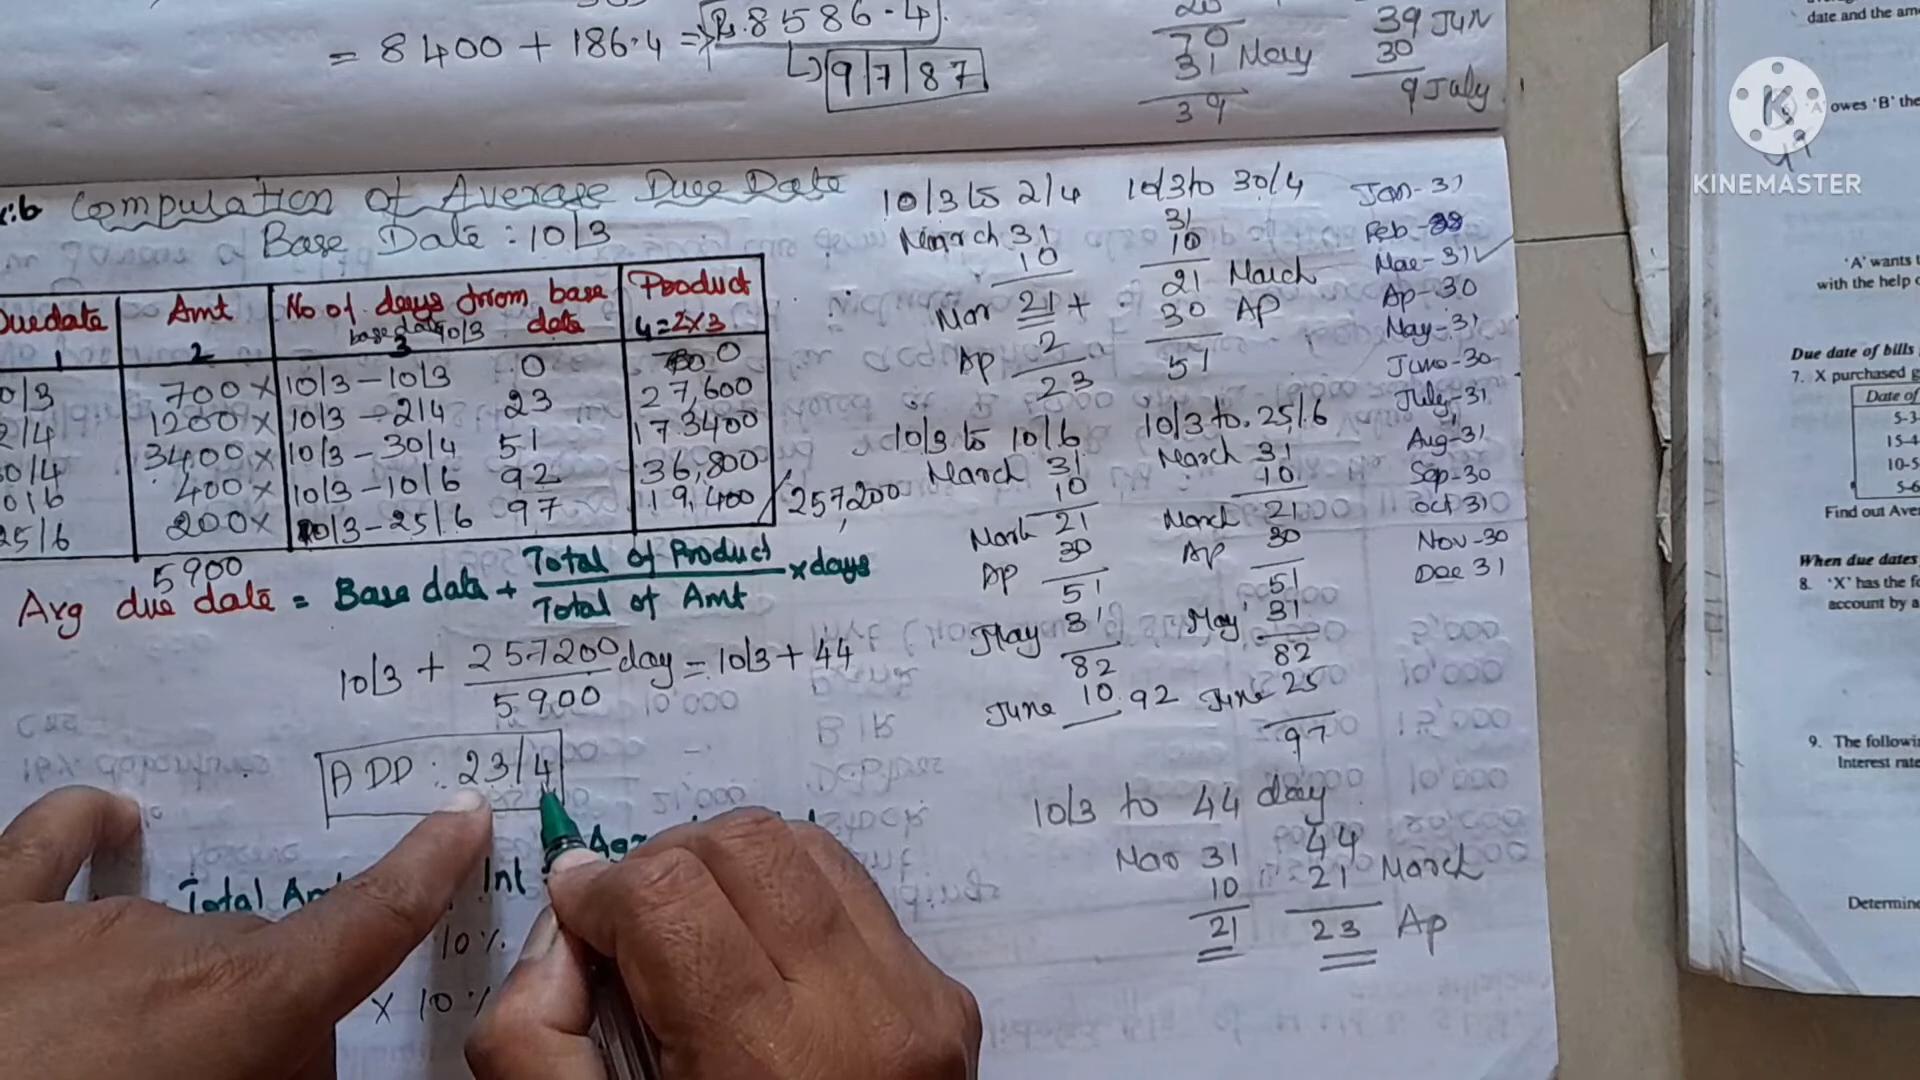 = 8400 + 186.4 => Rs.8586.4
9/7/87
20
70
31 May
39
39 JUN
30
9 July
Computation of Average Due Date
Base Date : 10/3
Duedate Amt No of days from base date Product
base date 10/3
1 2 3 4=2x3
0/3 700 x 10/3 - 10/3 0 0
2/4 1200 x 10/3 - 2/4 23 27,600
30/4 3400 x 10/3 - 30/4 51 173400
0/6 400 x 10/3 - 10/6 92 36,800
25/6 200 x 10/3 - 25/6 97 19,400
5900 257200
Avg due date = Base data + Total of Product / Total of Amt x days
10/3 + 257200 / 5900 day = 10/3 + 44
ADD : 23/4
Total Am Int
10%
x 10%
10/3 to 2/4
March 31
10
Mar 21 +
Ap 2
23
10/3 to 30/4
31
10
21 March
30 AP
51
10/3 to 10/6
March 31
10
March 21
Ap 30
51
May 31
82
June 10 92
10/3 to 25/6
March 31
10
March 21
AP 30
51
May 31
82
June 25
97
10/3 to 44 day
Mar 31
10
21
44
21 March
23 Ap
Jan - 31
Feb - 28
Mae - 31
Ap - 30
May - 31
June - 30
July - 31
Aug - 31
Sep - 30
oct 31
Nov - 30
Dec 31
date and the am
'A' owes 'B' the
'A' wants t
with the help o
Due date of bills
7. X purchased g
Date of
5-3
15-4
10-5
5-6
Find out Aver
When due dates
8. 'X' has the fo
account by a
9. The followi
Interest rate
Determine
K
KINEMASTER